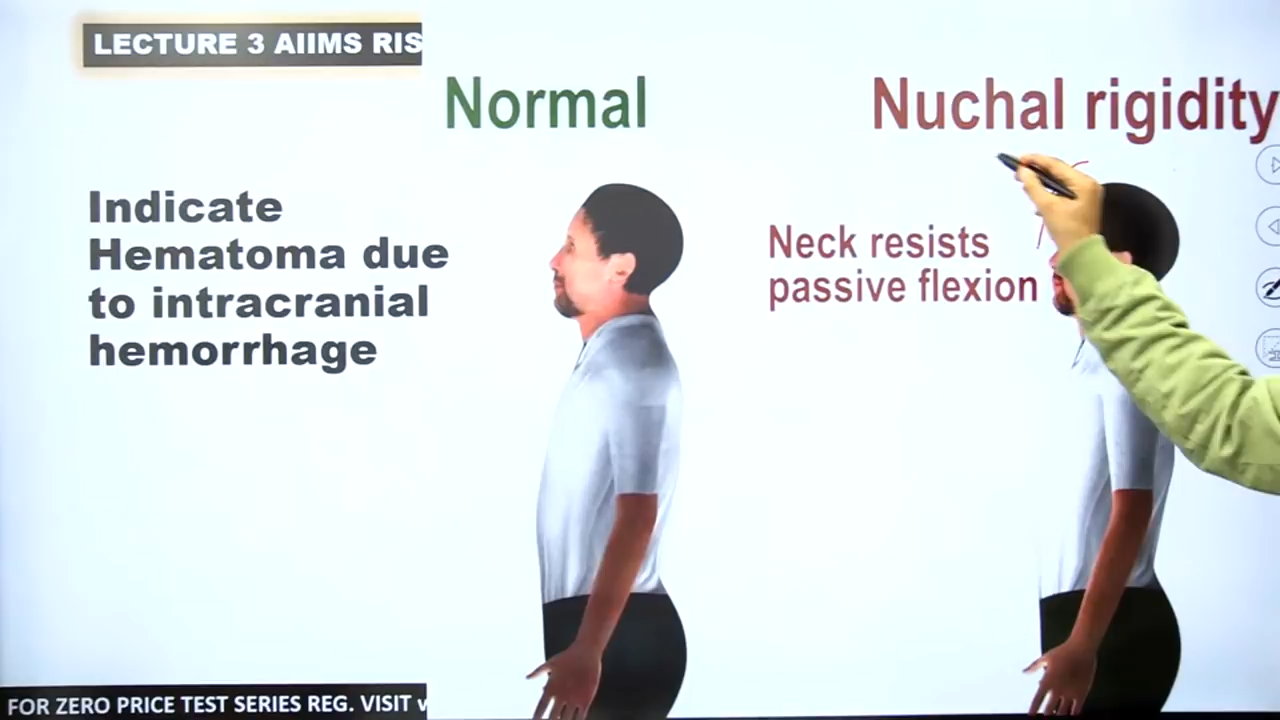 LECTURE 3 AIIMS RIS
Normal
Nuchal rigidity
Indicate
Hematoma due
to intracranial
hemorrhage
Neck resists
passive flexion
FOR ZERO PRICE TEST SERIES REG. VISIT